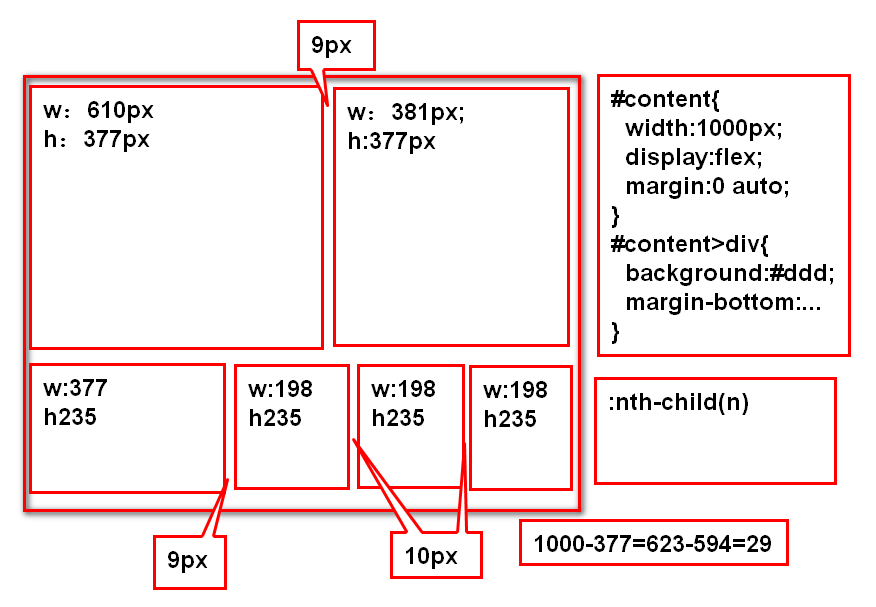 9px
w：610px
h：377px
w：381px;
h:377px
#content{
width:1000px;
display:flex;
margin:0 auto;
}
#content>div{
background:#ddd;
margin-bottom:...
}
w:377
h235
w:198
h235
w:198
h235
w:198
h235
:nth-child(n)
9px
10px
1000-377=623-594=29